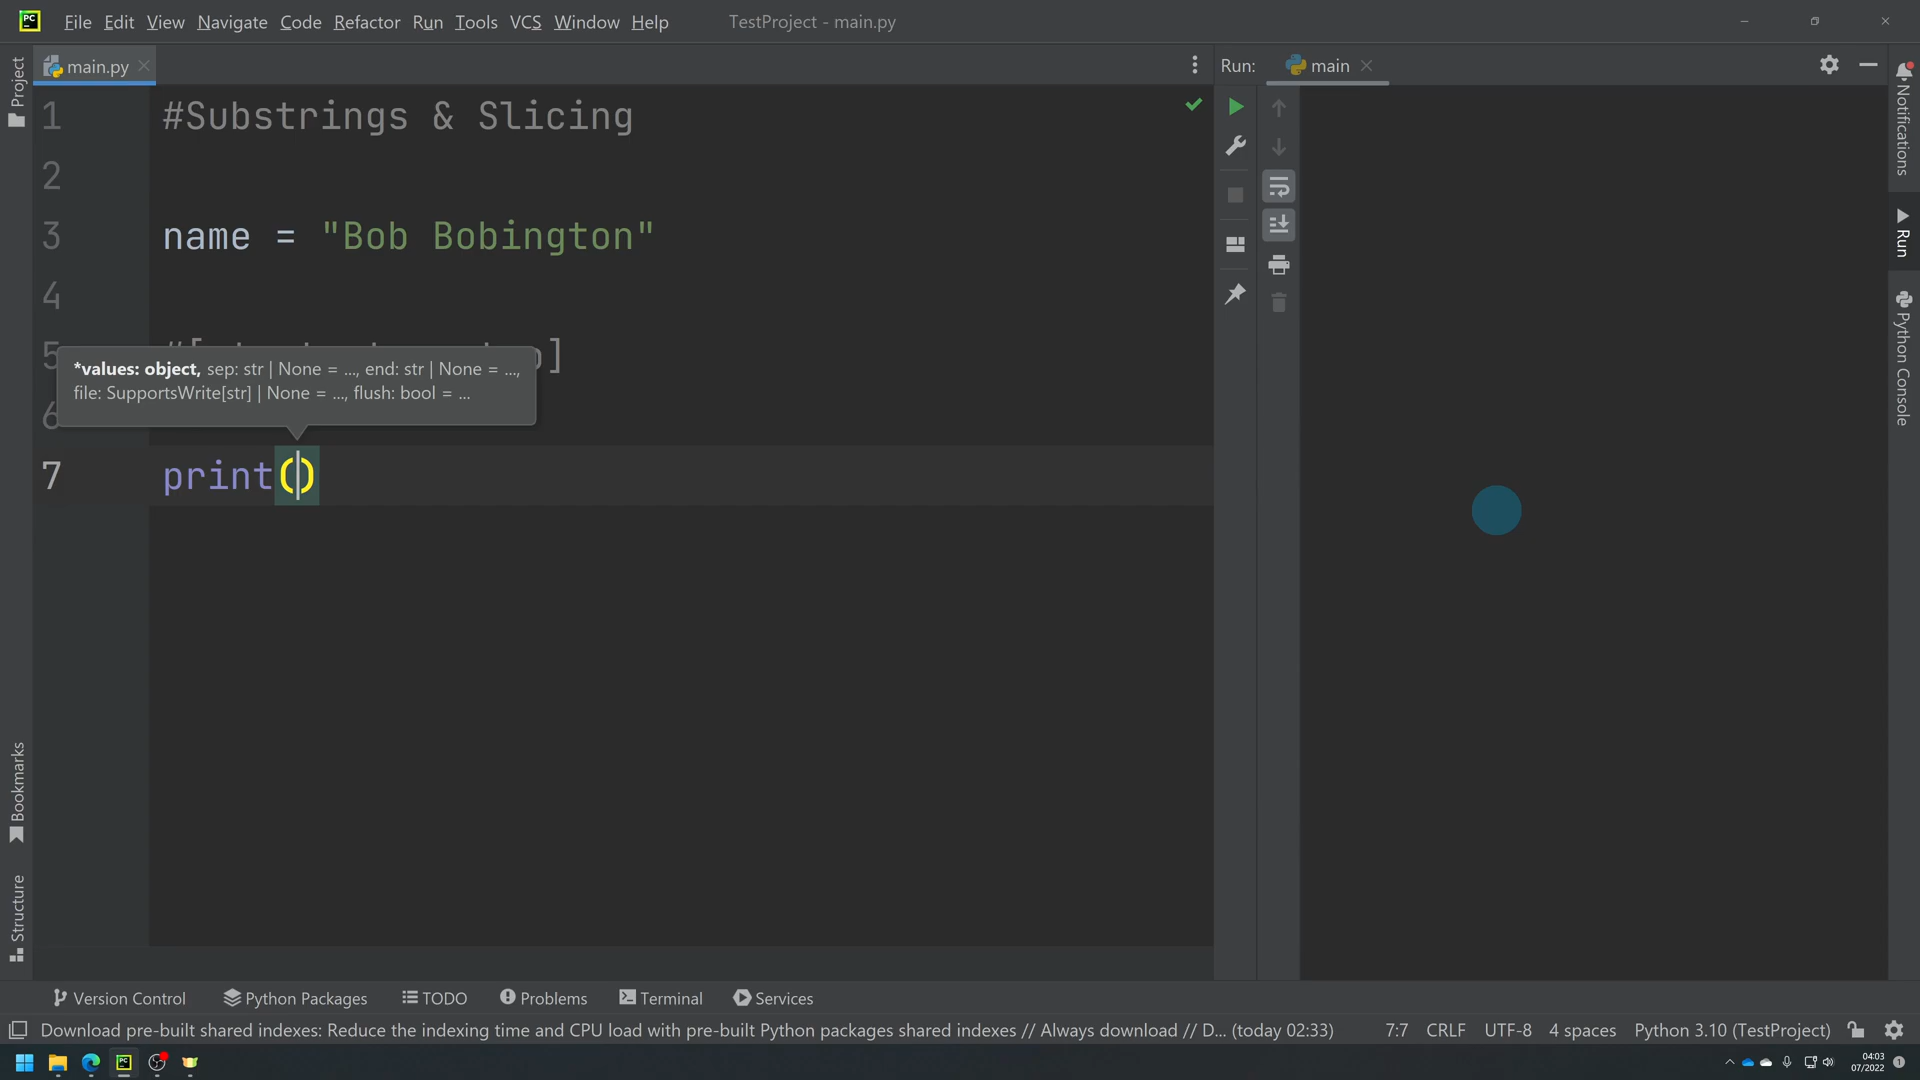 PC File Edit View Navigate Code Refactor Run Tools VCS Window Help TestProject - main.py
Project
main.py
Run: main
1 #Substrings & Slicing
2
3 name = "Bob Bobington"
4
5 ]
*values: object, sep: str | None = ..., end: str | None = ...,
file: SupportsWrite[str] | None = ..., flush: bool = ...
6
7 print()
Notifications
Run
Python Console
Bookmarks
Structure
Version Control Python Packages TODO Problems Terminal Services
Download pre-built shared indexes: Reduce the indexing time and CPU load with pre-built Python packages shared indexes // Always download // D... (today 02:33) 7:7 CRLF UTF-8 4 spaces Python 3.10 (TestProject)
PC 04:03
07/2022 1